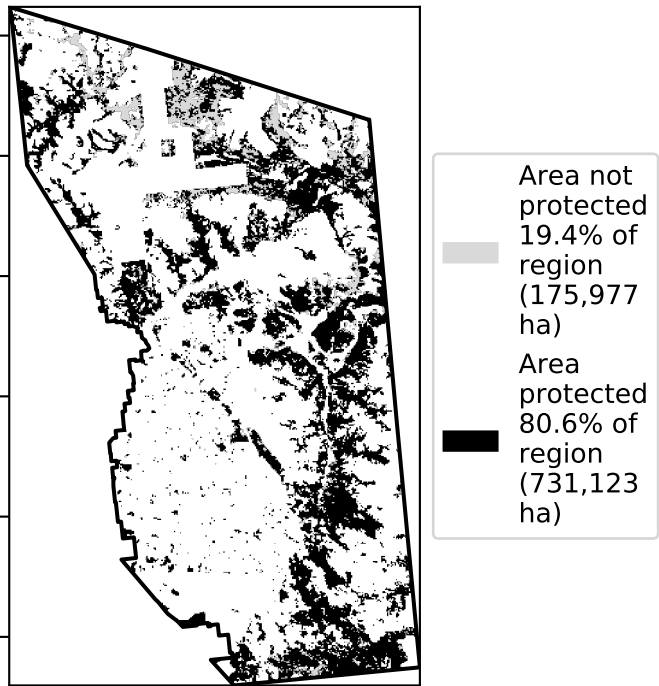 Area not
protected
19.4% of
region
(175,977
ha)
Area
protected
80.6% of
region
(731,123
ha)